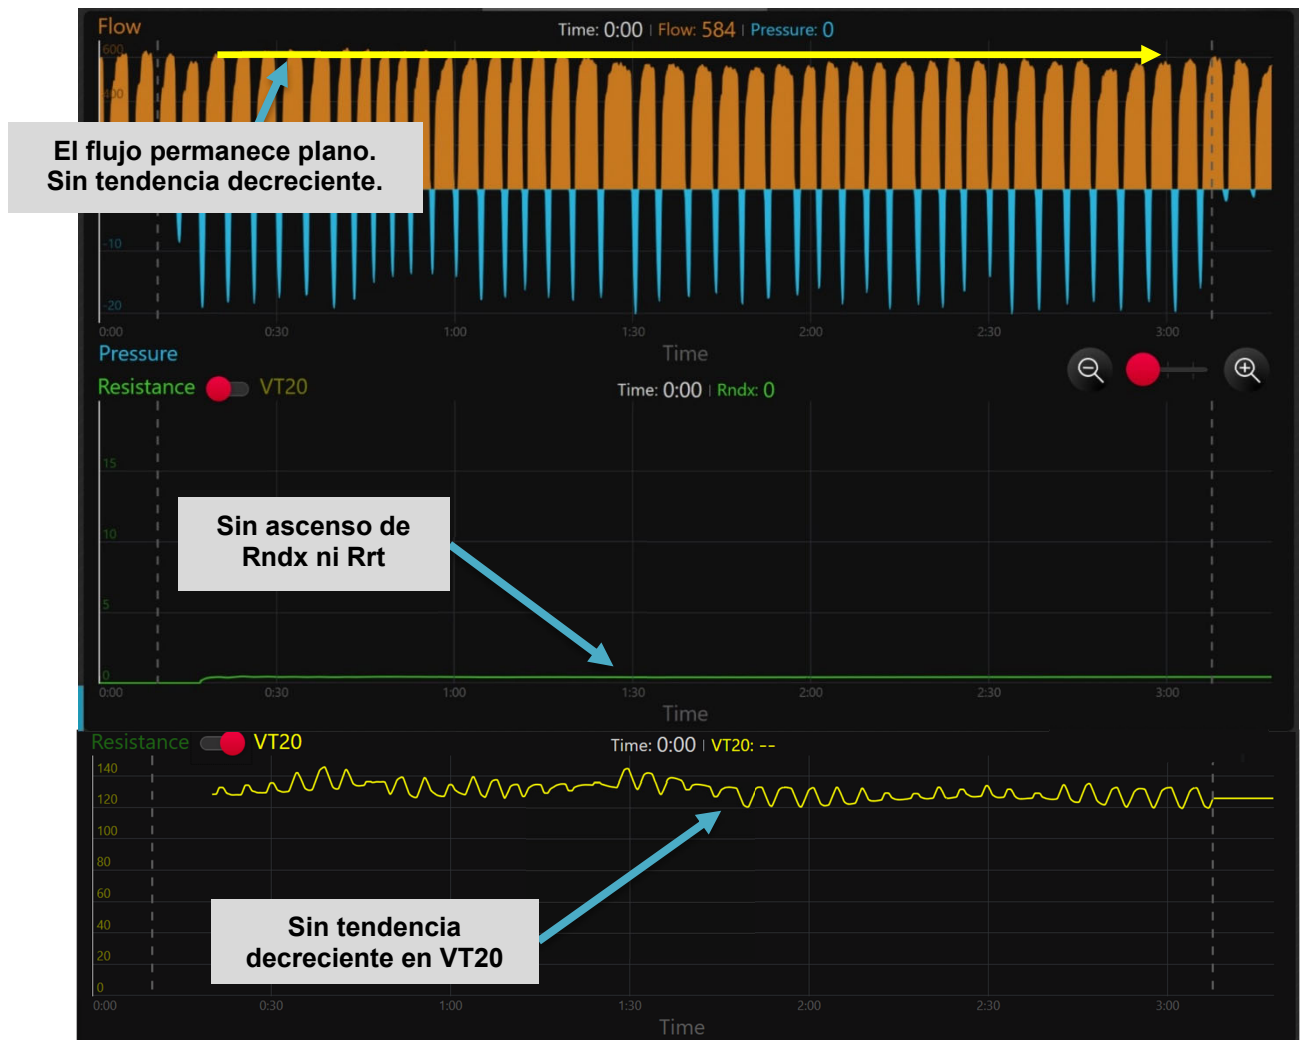 Flow
Time: 0:00 | Flow: 584 | Pressure: 0
600
400
El flujo permanece plano.
Sin tendencia decreciente.
-10
-20
0:00 0:30 1:00 1:30 2:00 2:30 3:00
Pressure
Time
Resistance VT20
Time: 0:00 | Rndx: 0
15
10
Sin ascenso de
Rndx ni Rrt
5
0
0:00 0:30 1:00 1:30 2:00 2:30 3:00
Time
Resistance VT20
Time: 0:00 | VT20: --
140
120
100
80
60
40
Sin tendencia
decreciente en VT20
20
0
0:00 0:30 1:00 1:30 2:00 2:30 3:00
Time